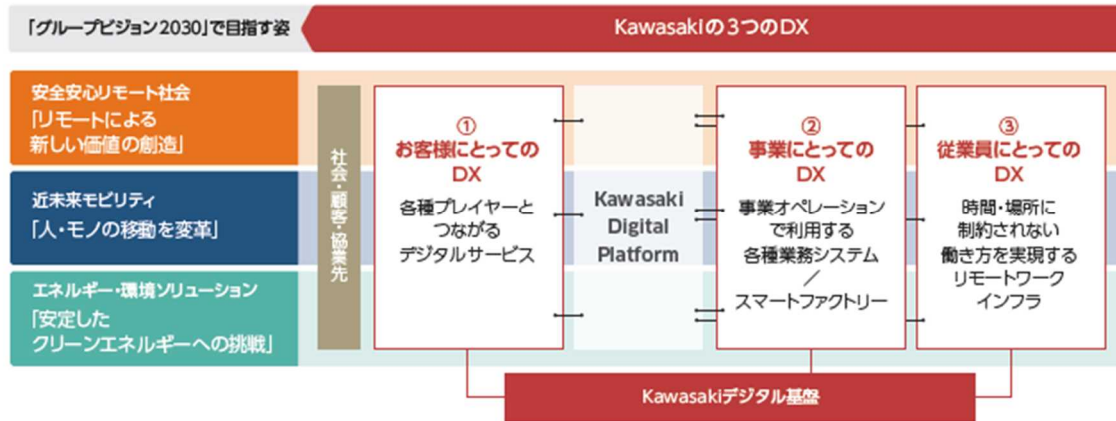 「グループビジョン2030」で目指す姿
Kawasakiの3つのDX
安全安心リモート社会
「リモートによる
新しい価値の創造」
近未来モビリティ
「人・モノの移動を変革」
エネルギー・環境ソリューション
「安定した
クリーンエネルギーへの挑戦」
社会・顧客・協業先
①
お客様にとっての
DX
各種プレイヤーと
つながる
デジタルサービス
Kawasaki
Digital
Platform
②
事業にとっての
DX
事業オペレーション
で利用する
各種業務システム
／
スマートファクトリー
③
従業員にとっての
DX
時間・場所に
制約されない
働き方を実現する
リモートワーク
インフラ
Kawasakiデジタル基盤